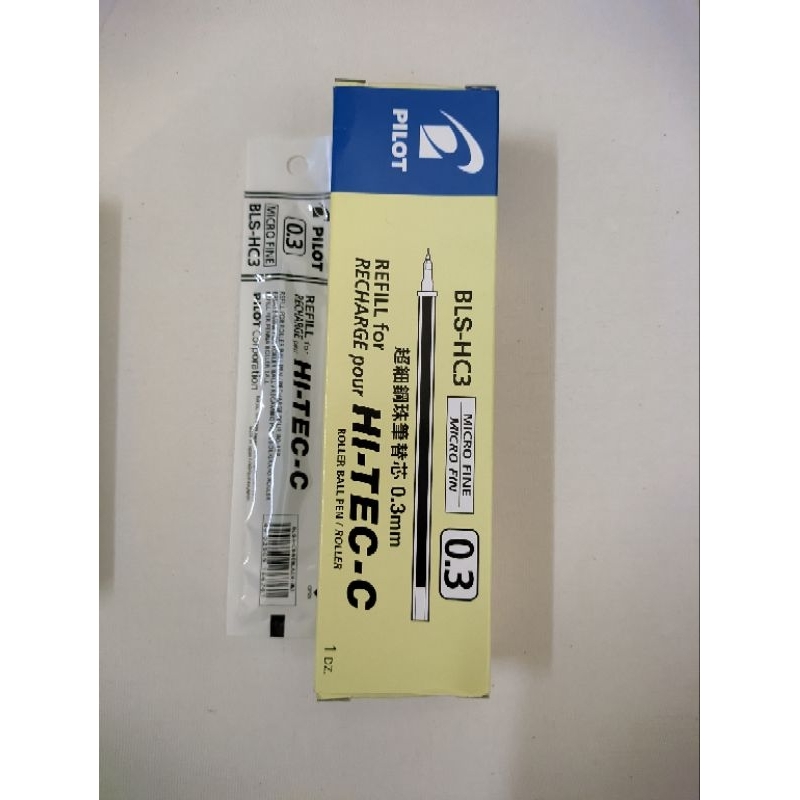 PILOT
BLS-HC3
MICRO FINE
MICRO FIN
0.3
超細鋼珠筆替芯 0.3mm
REFILL for
RECHARGE pour
HI-TEC-C
ROLLER BALL PEN / ROLLER
1 DZ.
PILOT
0.3
MICRO FINE
BLS-HC3
REFILL for
RECHARGE pour
HI-TEC-C
PILOT Corporation